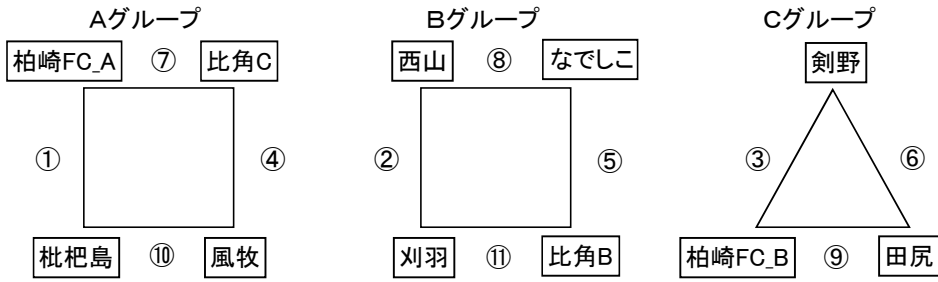 Aグループ
Bグループ
Cグループ
柏崎FC_A ⑦ 比角C
西山 ⑧ なでしこ
剣野
① ④
② ⑤
③ ⑥
枇杷島 ⑩ 風牧
刈羽 ⑪ 比角B
柏崎FC_B ⑨ 田尻